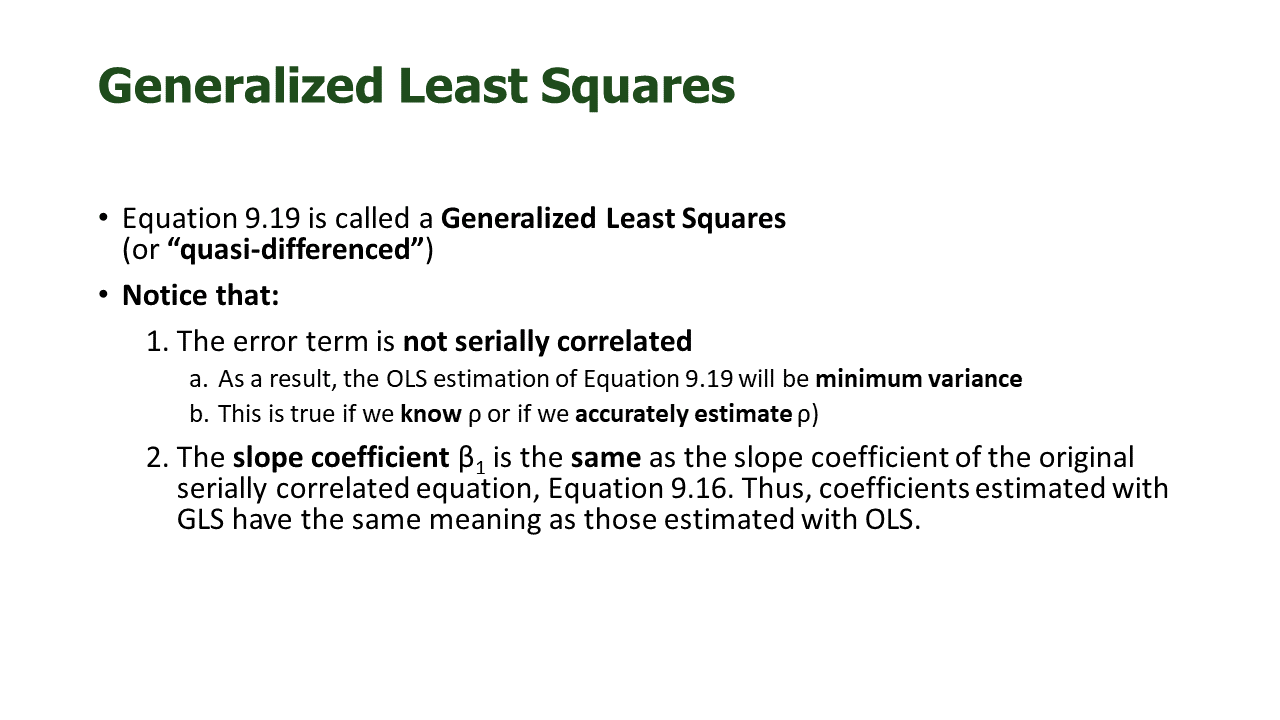 Generalized Least Squares
• Equation 9.19 is called a Generalized Least Squares
(or “quasi-differenced”)
• Notice that:
1. The error term is not serially correlated
a. As a result, the OLS estimation of Equation 9.19 will be minimum variance
b. This is true if we know ρ or if we accurately estimate ρ)
2. The slope coefficient β₁ is the same as the slope coefficient of the original
serially correlated equation, Equation 9.16. Thus, coefficients estimated with
GLS have the same meaning as those estimated with OLS.